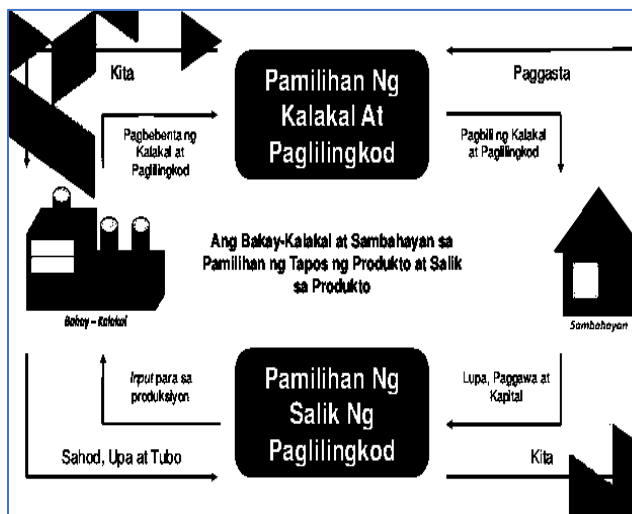 Kita
Pamilihan Ng
Kalakal At
Paglilingkod
Paggasta
Pagbebenta ng
Kalakal at
Paglilingkod
Pagbili ng Kalakal
at Paglilingkod
Ang Bakay-Kalakal at Sambahayan sa
Pamilihan ng Tapos ng Produkto at Salik
sa Produkto
Bahay – Kalakal
Sambahayan
Input para sa
produksiyon
Pamilihan Ng
Salik Ng
Paglilingkod
Lupa, Paggawa at
Kapital
Sahod, Upa at Tubo
Kita